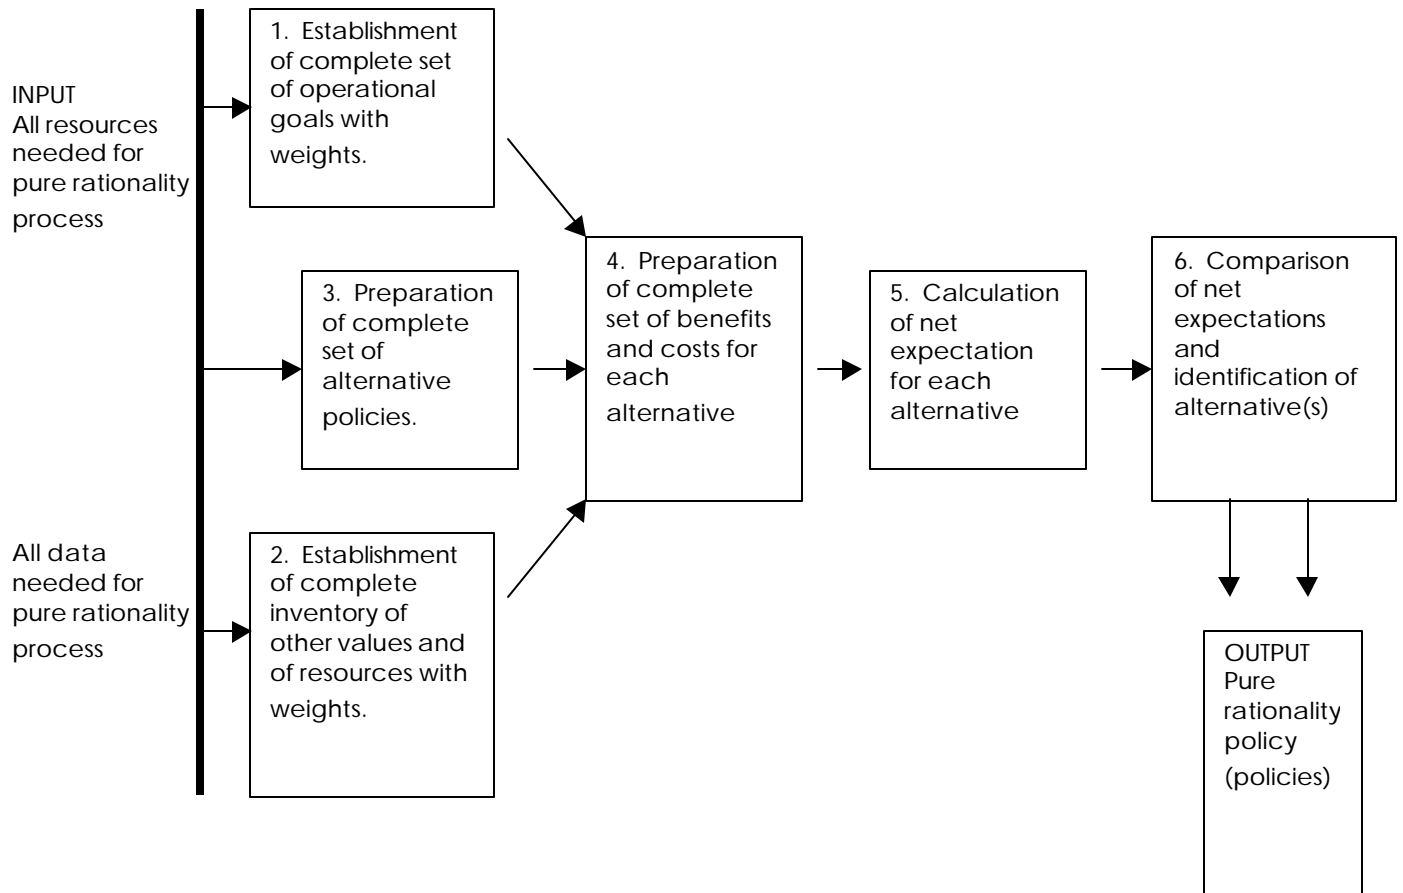 INPUT
All resources
needed for
pure rationality
process
All data
needed for
pure rationality
process
1. Establishment
of complete set
of operational
goals with
weights.
3. Preparation
of complete
set of
alternative
policies.
2. Establishment
of complete
inventory of
other values and
of resources with
weights.
4. Preparation
of complete
set of benefits
and costs for
each
alternative
5. Calculation
of net
expectation
for each
alternative
6. Comparison
of net
expectations
and
identification of
alternative(s)
OUTPUT
Pure
rationality
policy
(policies)